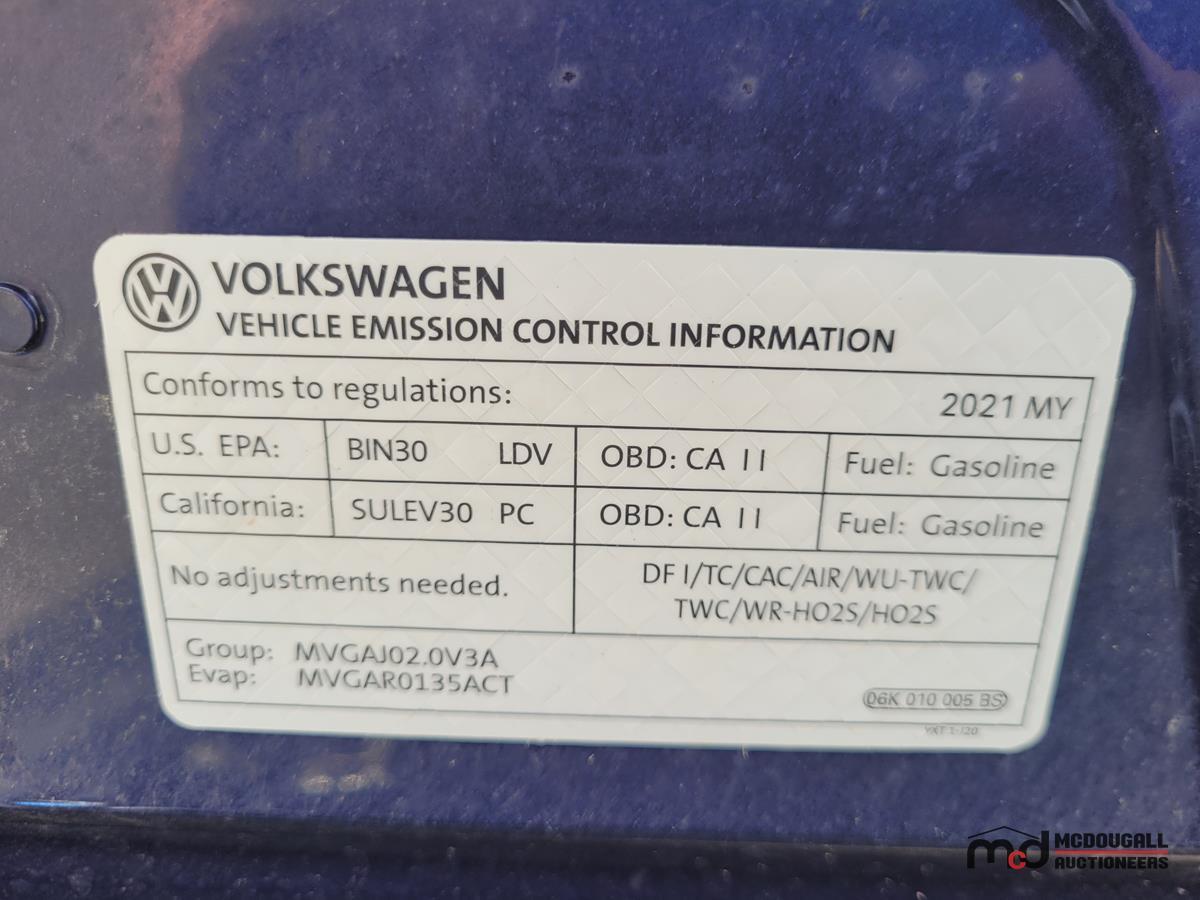 VOLKSWAGEN
VEHICLE EMISSION CONTROL INFORMATION
Conforms to regulations: 2021 MY
U.S. EPA: BIN30 LDV OBD: CA II Fuel: Gasoline
California: SULEV30 PC OBD: CA II Fuel: Gasoline
No adjustments needed.
DF I/TC/CAC/AIR/WU-TWC/
TWC/WR-HO2S/HO2S
Group: MVGAJ02.0V3A
Evap: MVGAR0135ACT
06K 010 005 BS
mcd MCDOUGALL
AUCTIONEERS